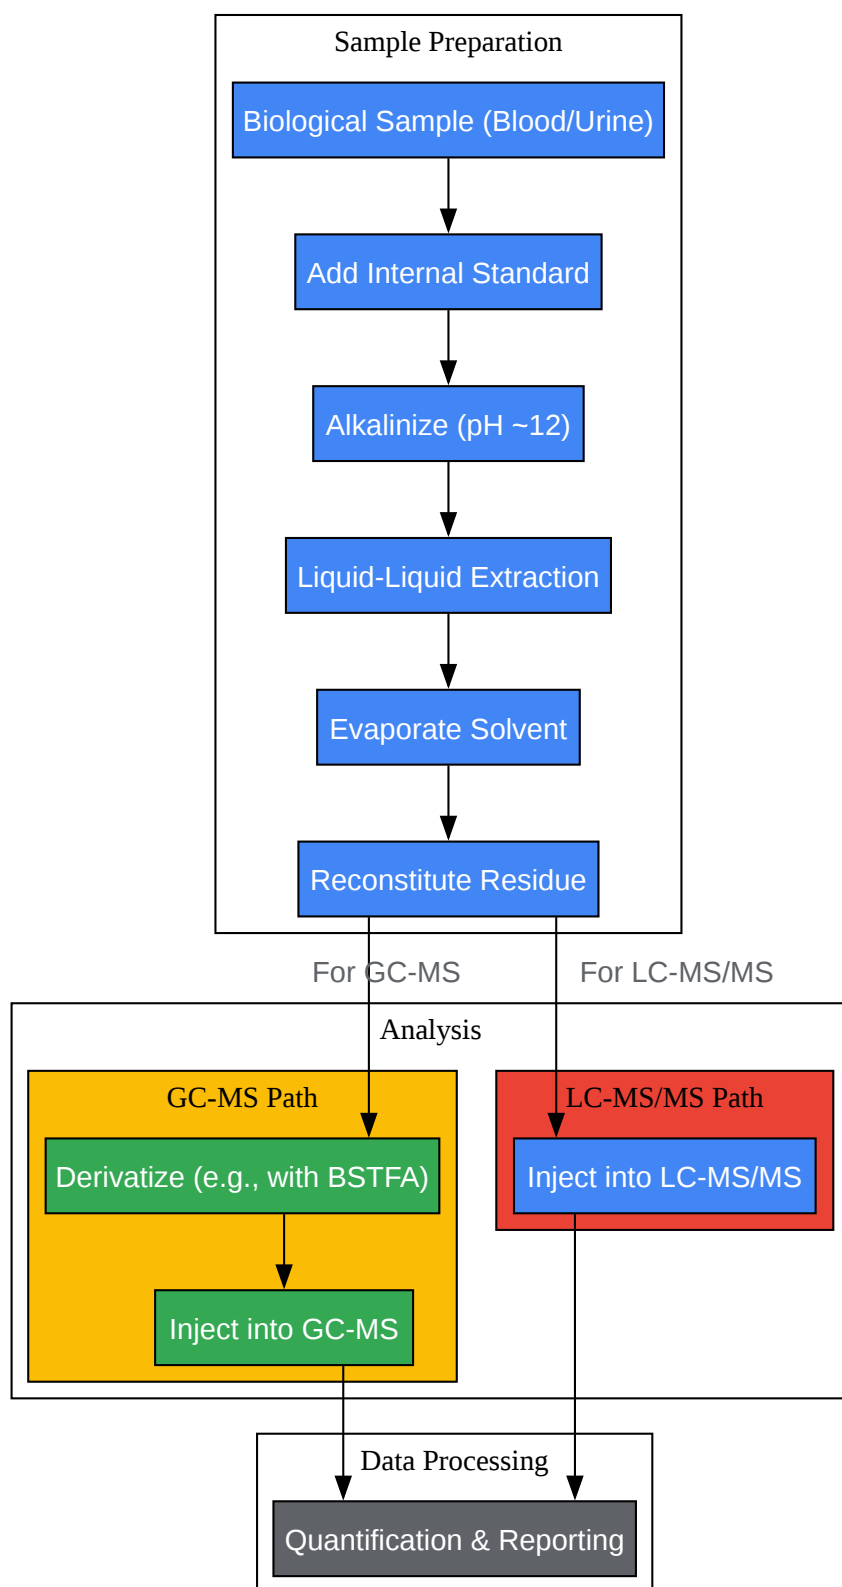 Sample Preparation
Biological Sample (Blood/Urine)
Add Internal Standard
Alkalinize (pH ~12)
Liquid-Liquid Extraction
Evaporate Solvent
Reconstitute Residue
For GC-MS
For LC-MS/MS
Analysis
GC-MS Path
LC-MS/MS Path
Derivatize (e.g., with BSTFA)
Inject into LC-MS/MS
Inject into GC-MS
Data Processing
Quantification & Reporting